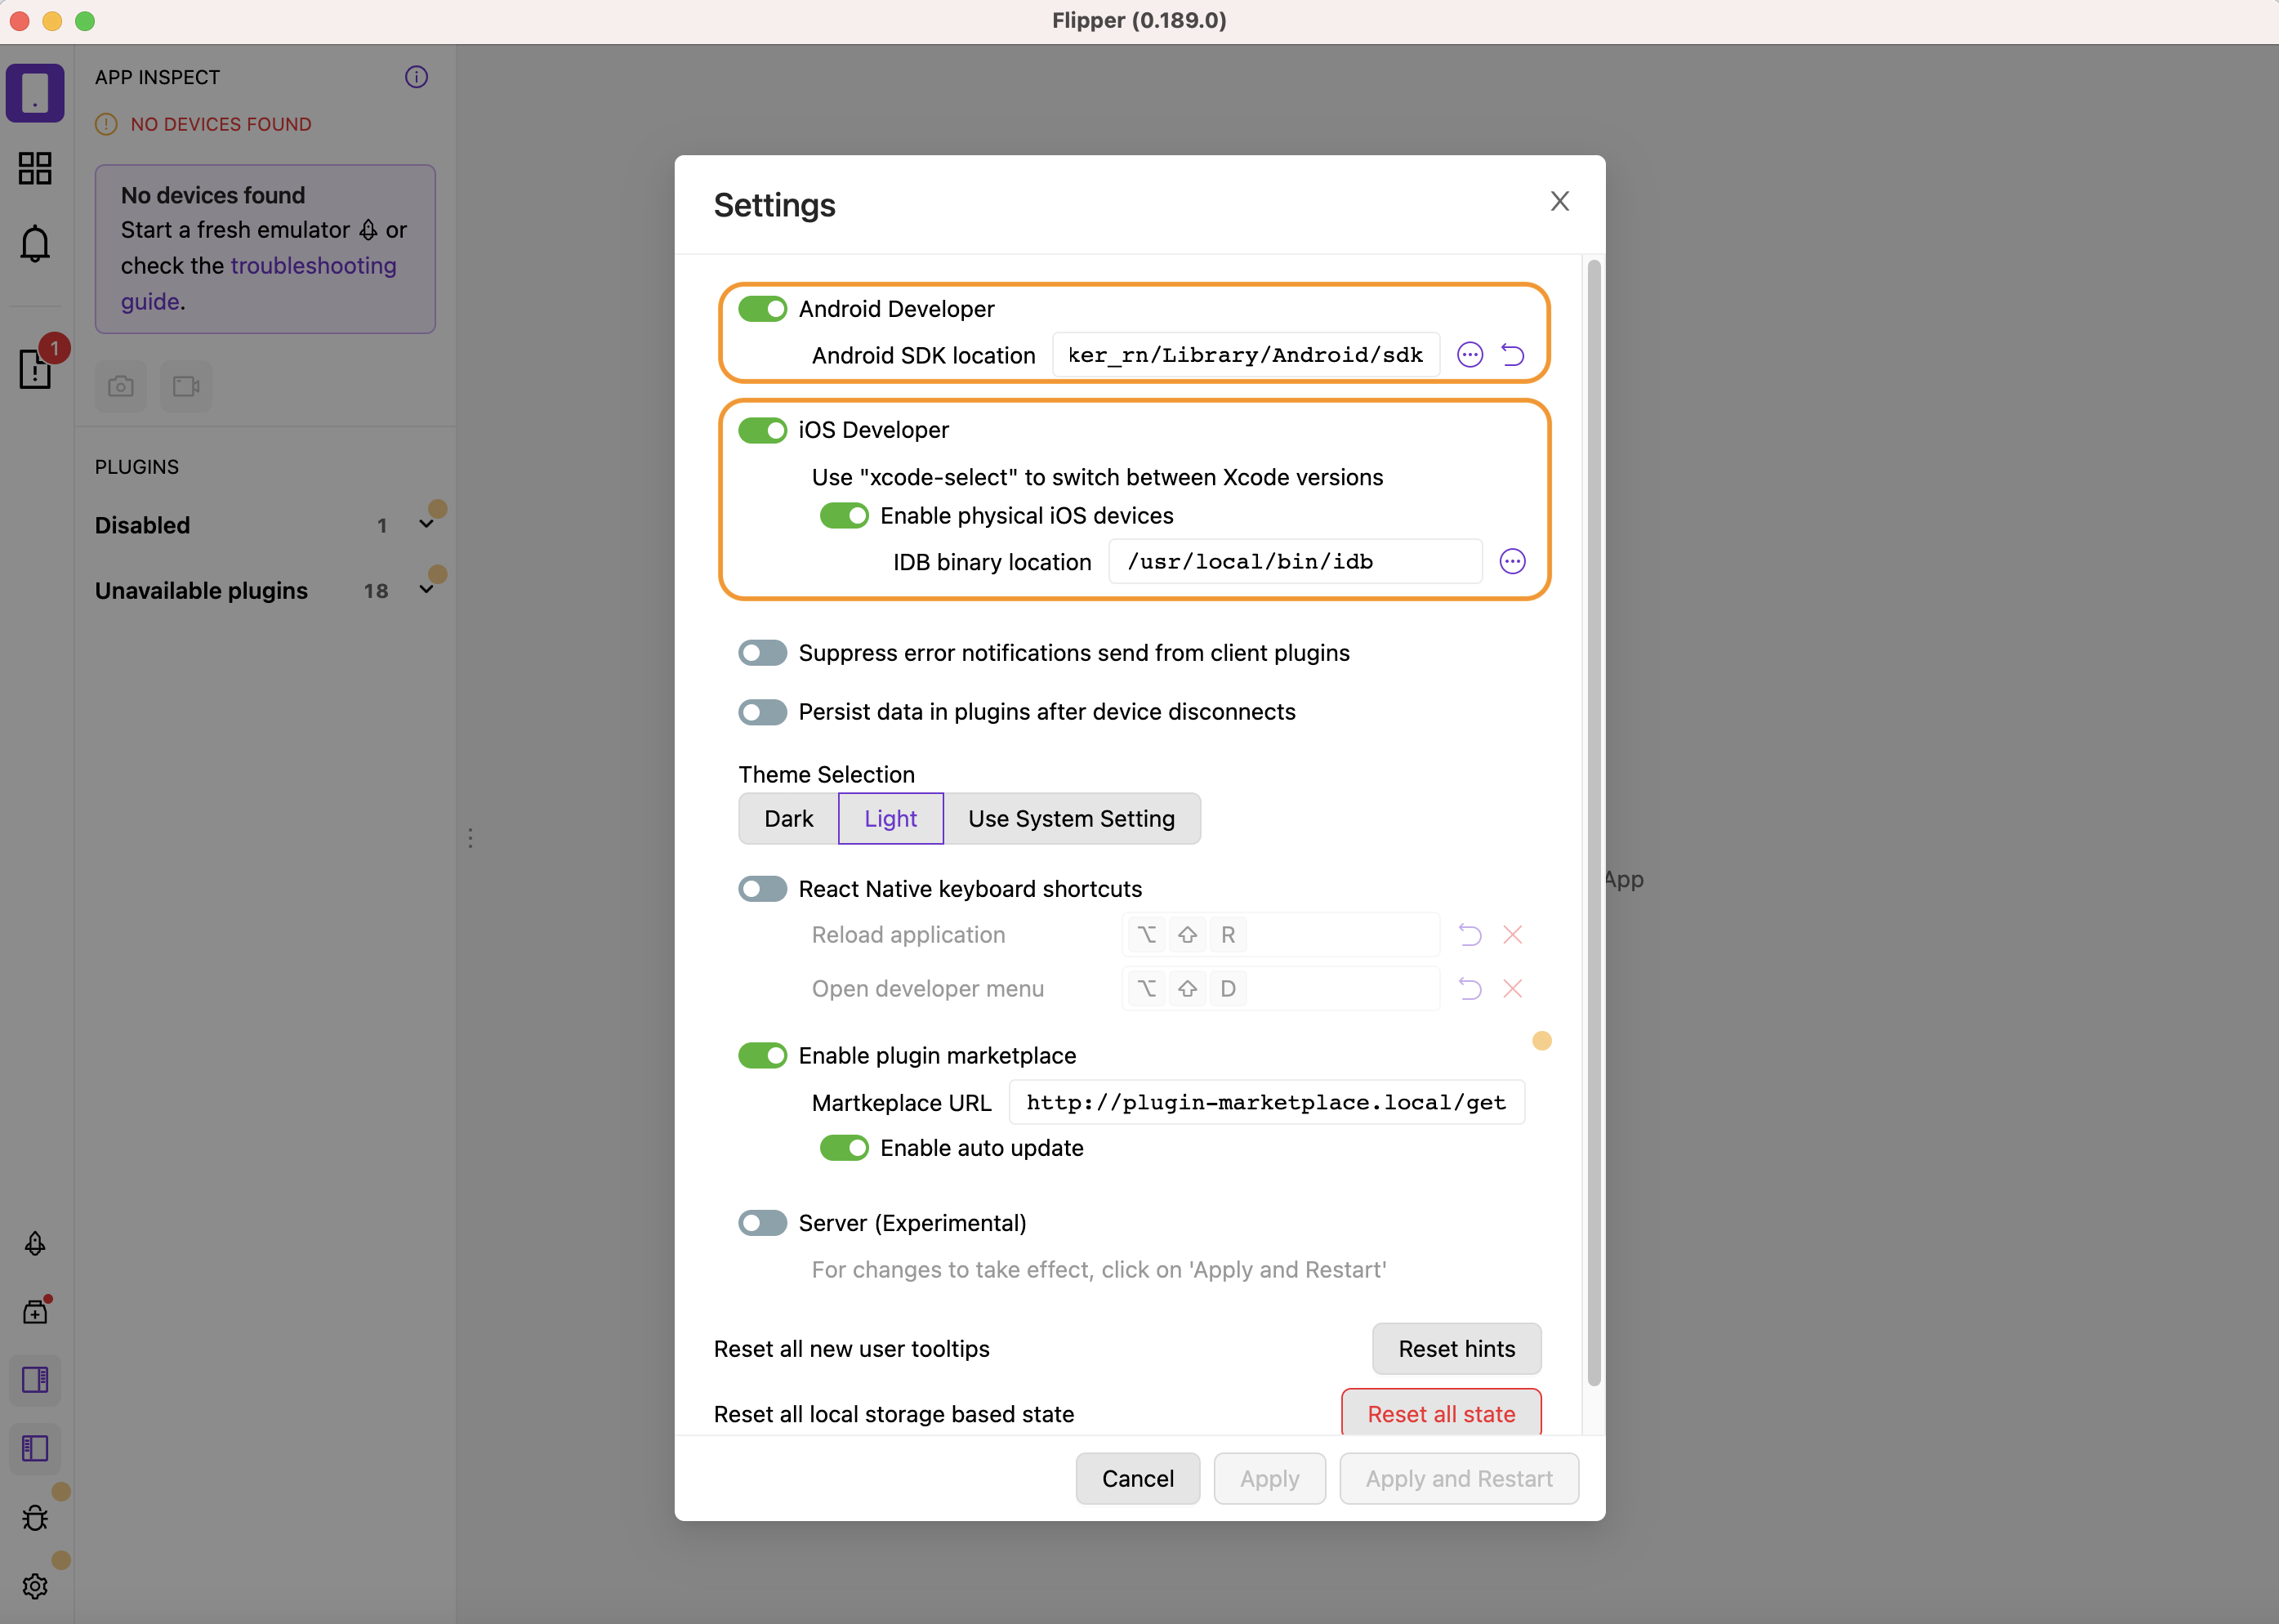 Flipper (0.189.0)
APP INSPECT
NO DEVICES FOUND
No devices found
Start a fresh emulator or
check the troubleshooting
guide.
1
PLUGINS
Disabled 1
Unavailable plugins 18
Settings
Android Developer
Android SDK location ker_rn/Library/Android/sdk
iOS Developer
Use "xcode-select" to switch between Xcode versions
Enable physical iOS devices
IDB binary location /usr/local/bin/idb
Suppress error notifications send from client plugins
Persist data in plugins after device disconnects
Theme Selection
Dark Light Use System Setting
React Native keyboard shortcuts
Reload application ⌥ ⇧ R
Open developer menu ⌥ ⇧ D
Enable plugin marketplace
Martkeplace URL http://plugin-marketplace.local/get
Enable auto update
Server (Experimental)
For changes to take effect, click on 'Apply and Restart'
Reset all new user tooltips Reset hints
Reset all local storage based state Reset all state
Cancel Apply Apply and Restart
App